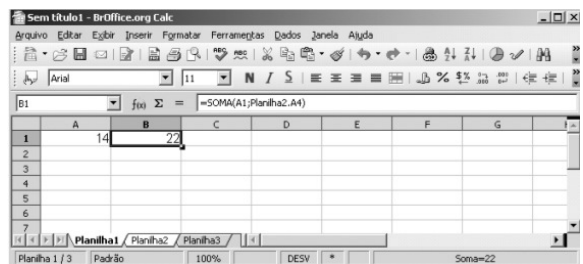 Sem título1 - BrOffice.org Calc
Arquivo Editar Exibir Inserir Formatar Ferramentas Dados Janela Ajuda
Arial 11 N I S
B1 f(x) Σ = =SOMA(A1;Planilha2.A4)
A B C D E F G
1 14 22
2
3
4
5
6
7
Planilha1 Planilha2 Planilha3
Planilha 1 / 3 Padrão 100% DESV * Soma=22